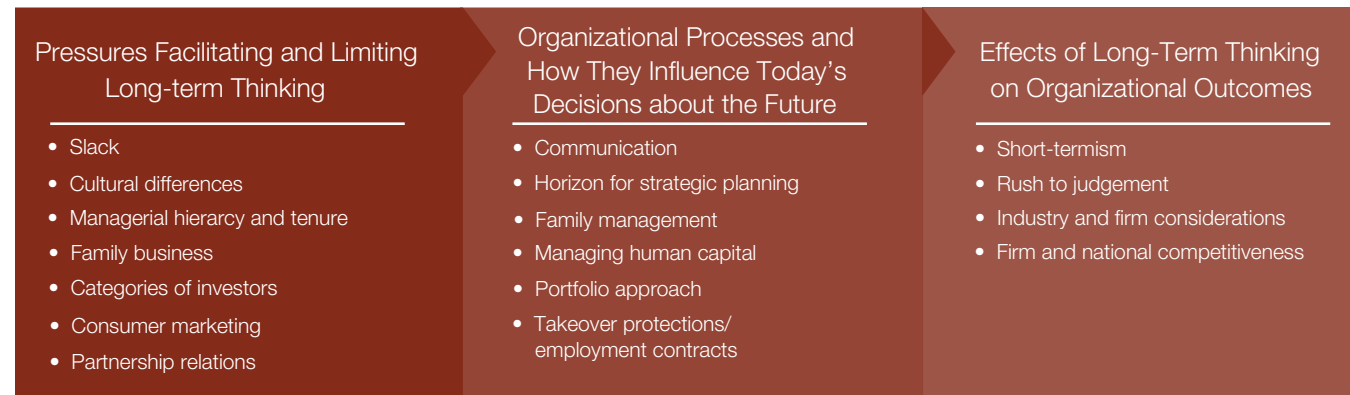 Pressures Facilitating and Limiting
Long-term Thinking
• Slack
• Cultural differences
• Managerial hierarcy and tenure
• Family business
• Categories of investors
• Consumer marketing
• Partnership relations
Organizational Processes and
How They Influence Today’s
Decisions about the Future
• Communication
• Horizon for strategic planning
• Family management
• Managing human capital
• Portfolio approach
• Takeover protections/
employment contracts
Effects of Long-Term Thinking
on Organizational Outcomes
• Short-termism
• Rush to judgement
• Industry and firm considerations
• Firm and national competitiveness